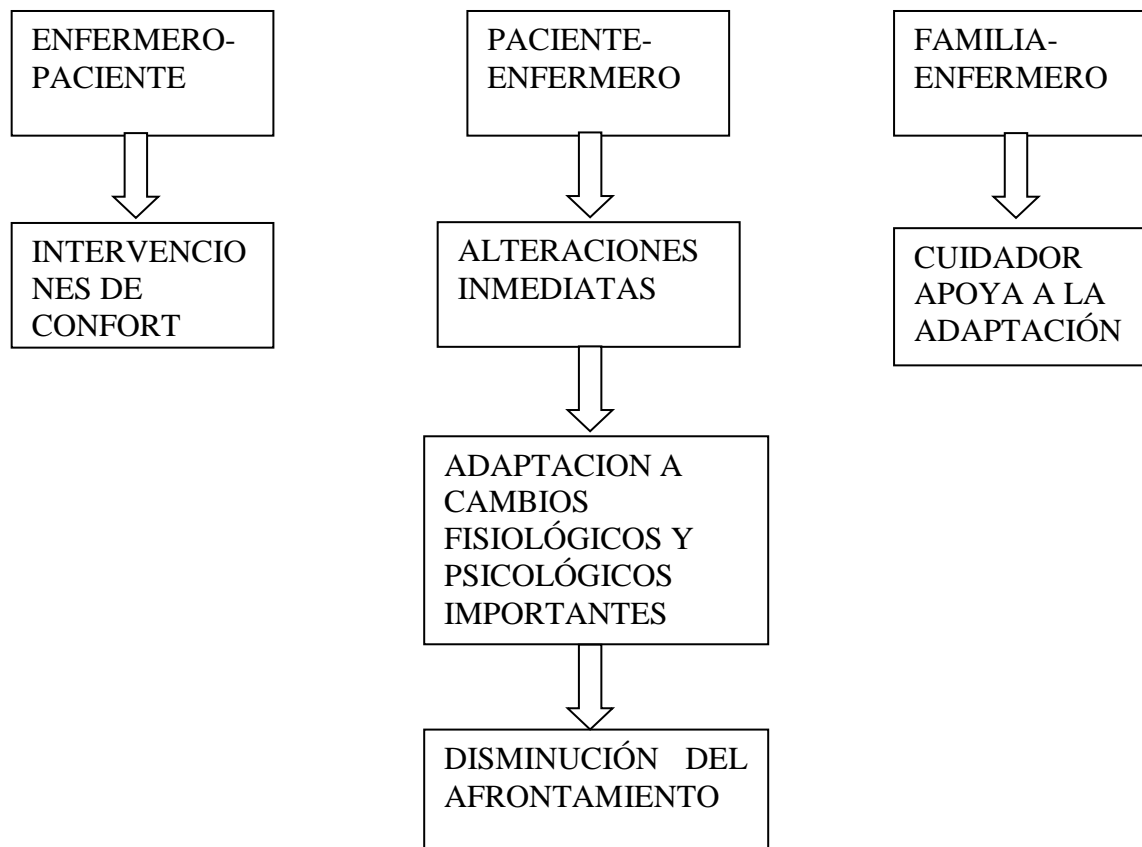 ENFERMERO-
PACIENTE
PACIENTE-
ENFERMERO
FAMILIA-
ENFERMERO
INTERVENCIO
NES DE
CONFORT
ALTERACIONES
INMEDIATAS
CUIDADOR
APOYA A LA
ADAPTACIÓN
ADAPTACION A
CAMBIOS
FISIOLÓGICOS Y
PSICOLÓGICOS
IMPORTANTES
DISMINUCIÓN DEL
AFRONTAMIENTO